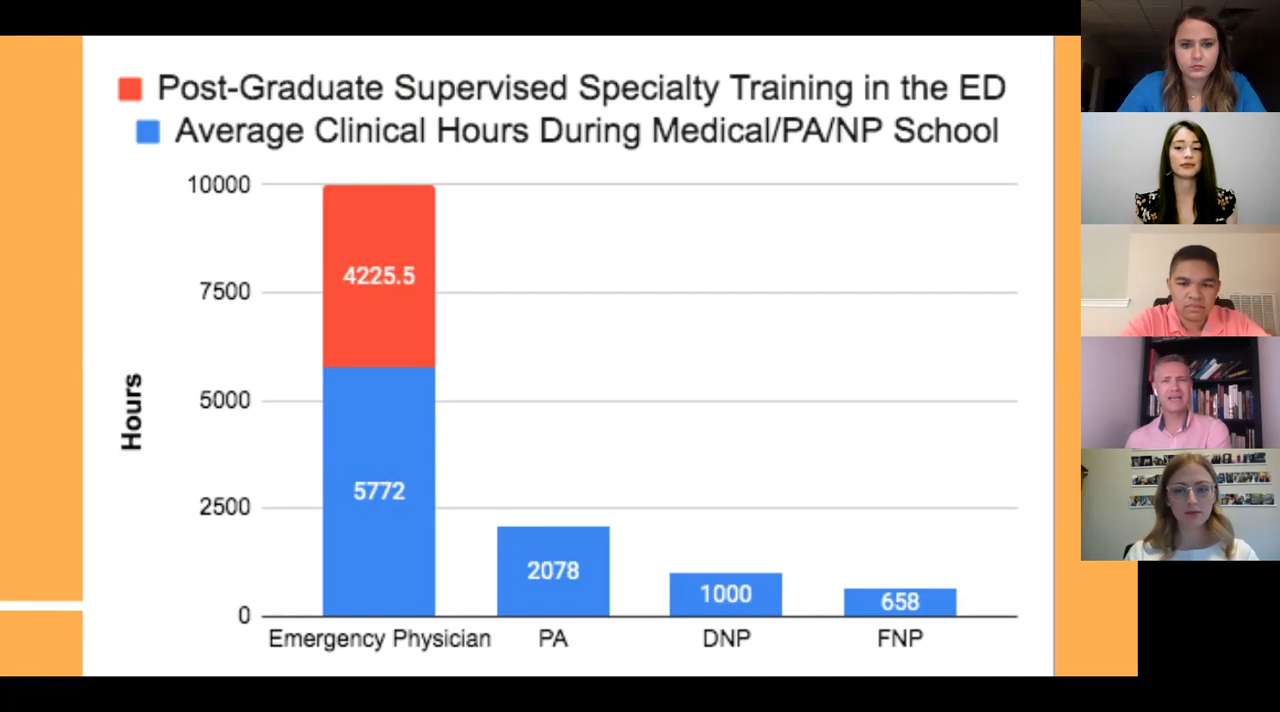 Post-Graduate Supervised Specialty Training in the ED
Average Clinical Hours During Medical/PA/NP School
10000
7500
5000
2500
0
Hours
4225.5
5772
2078
1000
658
Emergency Physician
PA
DNP
FNP